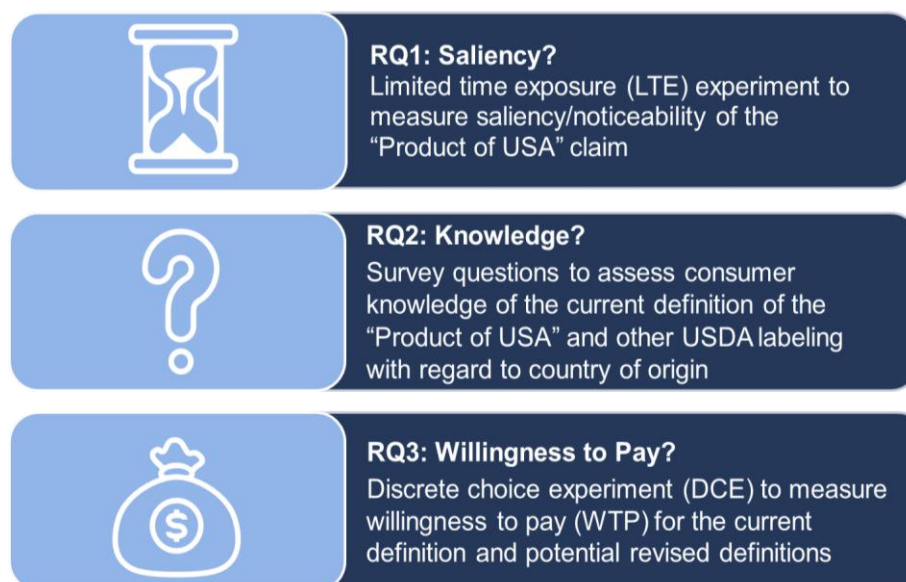 RQ1: Saliency?
Limited time exposure (LTE) experiment to
measure saliency/noticeability of the
“Product of USA” claim
RQ2: Knowledge?
Survey questions to assess consumer
knowledge of the current definition of the
“Product of USA” and other USDA labeling
with regard to country of origin
$
RQ3: Willingness to Pay?
Discrete choice experiment (DCE) to measure
willingness to pay (WTP) for the current
definition and potential revised definitions